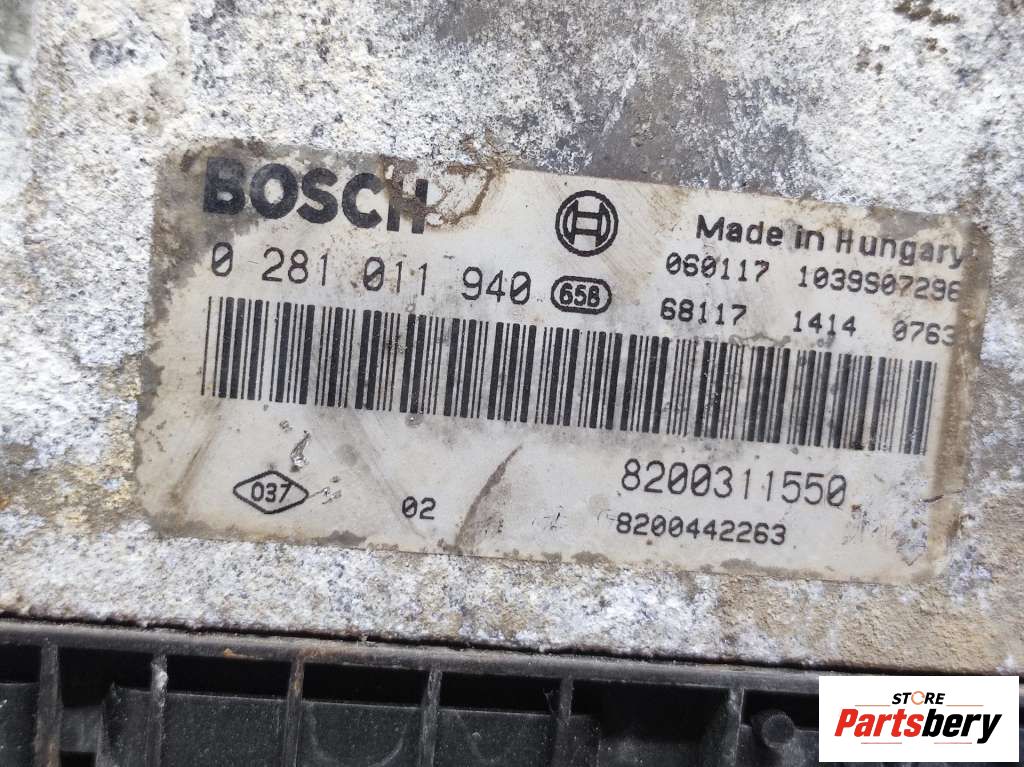 BOSCH
Made in Hungary
0 281 011 940 658
060117 1039S07296
68117 1414 0763
8200311550
037 02
8200442263
STORE
Partsbery